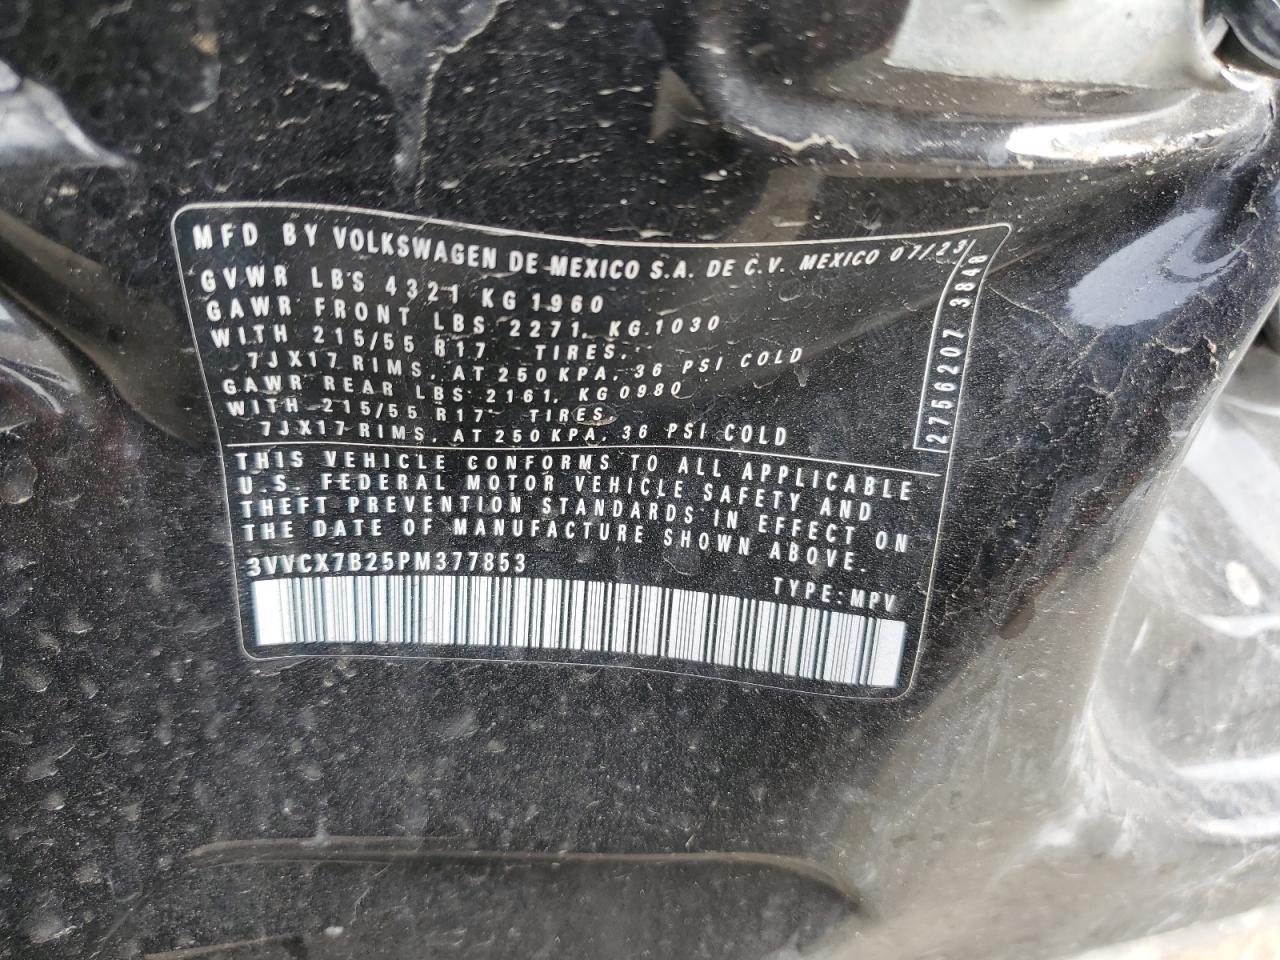 MFD BY VOLKSWAGEN DE MEXICO S.A. DE C.V. MEXICO 07/23
GVWR LBS 4321 KG 1960
GAWR FRONT LBS 2271, KG.1030
WITH 215/55 R17 TIRES,
7JX17 RIMS, AT 250 KPA, 36 PSI COLD
GAWR REAR LBS 2161, KG 0980
WITH 215/55 R17 TIRES,
7JX17 RIMS, AT 250 KPA, 36 PSI COLD
2756207 3848
THIS VEHICLE CONFORMS TO ALL APPLICABLE
U.S. FEDERAL MOTOR VEHICLE SAFETY AND
THEFT PREVENTION STANDARDS IN EFFECT ON
THE DATE OF MANUFACTURE SHOWN ABOVE.
3VVCX7B25PM377853
TYPE: MPV